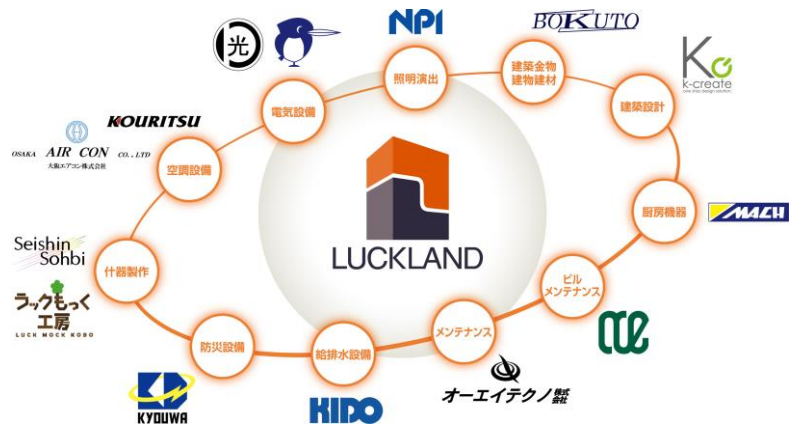 光
NPI
BOKUTO
K
k-create
one stop design solution
照明演出
建築金物
建物建材
電気設備
建築設計
KOURITSU
OSAKA AIR CON CO., LTD
大阪エアコン株式会社
空調設備
LUCKLAND
厨房機器
MACH
Seishin
Sohbi
什器製作
ラックもっく
工房
LUCK MOCK KOBO
ビル
メンテナンス
メンテナンス
防災設備
給排水設備
KYOUWA
KIDO
オーエイテクノ株式会社